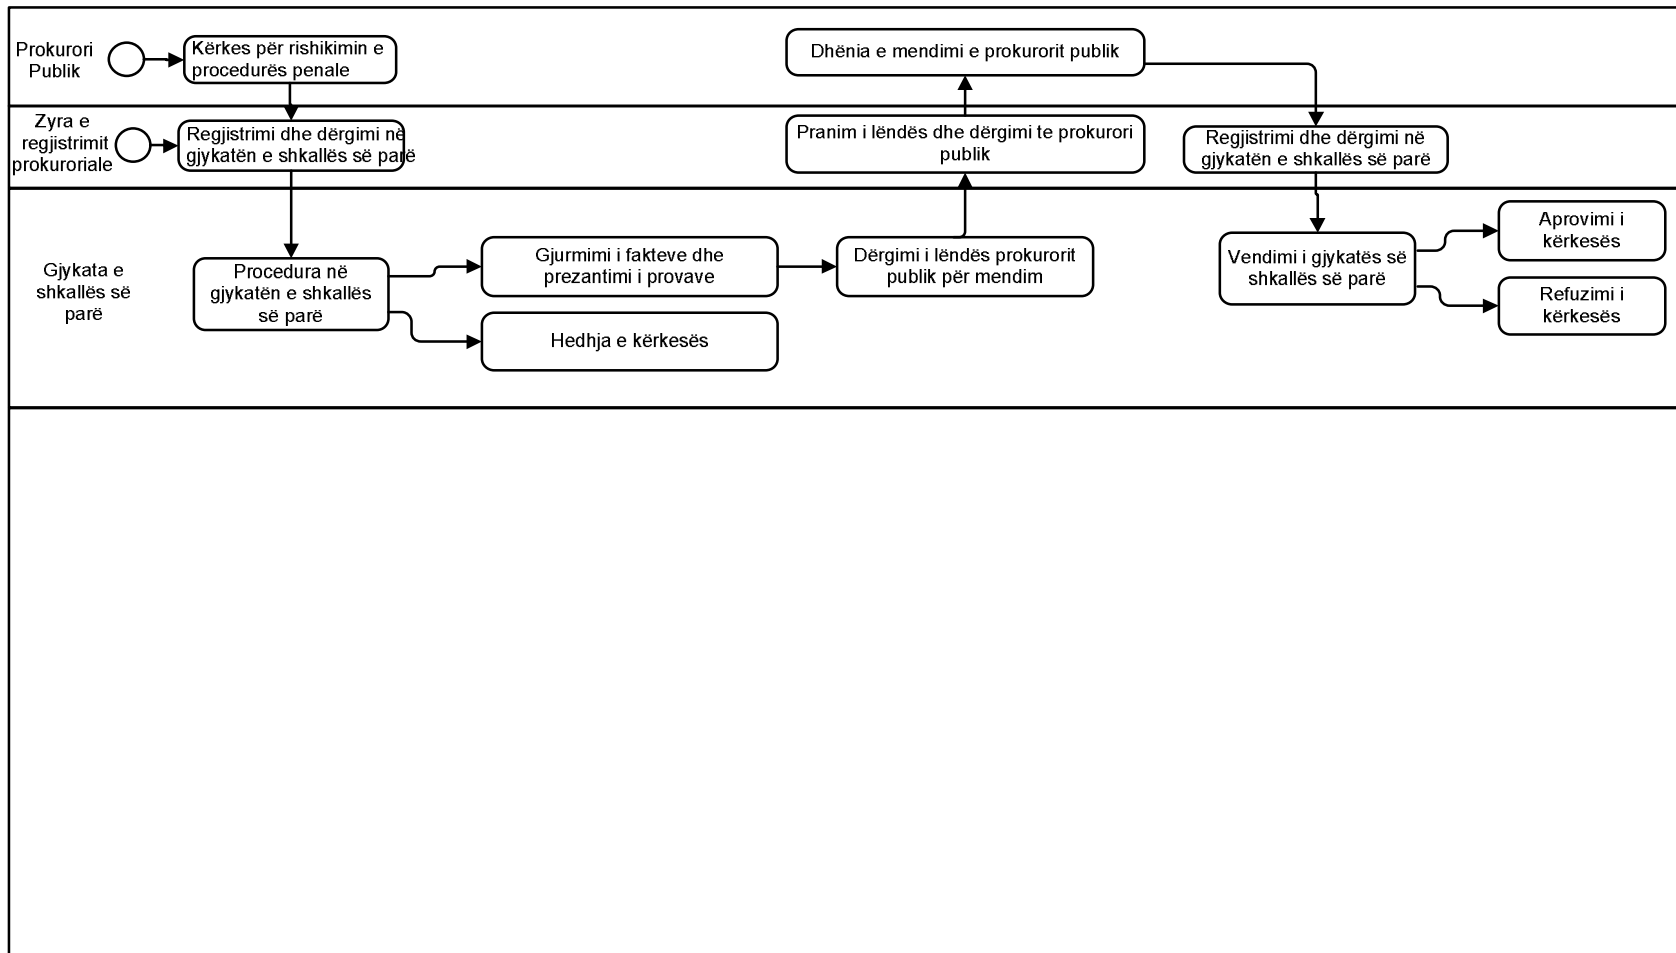 Prokurori
Publik
Kërkes për rishikimin e
procedurës penale
Dhënia e mendimi e prokurorit publik
Zyra e
regjistrimit
prokuroriale
Regjistrimi dhe dërgimi në
gjykatën e shkallës së parë
Pranim i lëndës dhe dërgimi te prokurori
publik
Regjistrimi dhe dërgimi në
gjykatën e shkallës së parë
Gjykata e
shkallës së
parë
Procedura në
gjykatën e shkallës
së parë
Gjurmimi i fakteve dhe
prezantimi i provave
Hedhja e kërkesës
Dërgimi i lëndës prokurorit
publik për mendim
Vendimi i gjykatës së
shkallës së parë
Aprovimi i
kërkesës
Refuzimi i
kërkesës